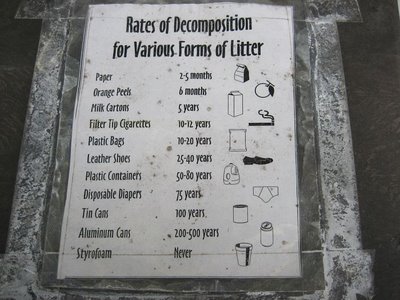 Rates of Decomposition
for Various Forms of Litter
Paper 2-5 months
Orange Peels 6 months
Milk Cartons 5 years
Filter Tip Cigarettes 10-12 years
Plastic Bags 10-20 years
Leather Shoes 25-40 years
Plastic Containers 50-80 years
Disposable Diapers 75 years
Tin Cans 100 years
Aluminum Cans 200-500 years
Styrofoam Never